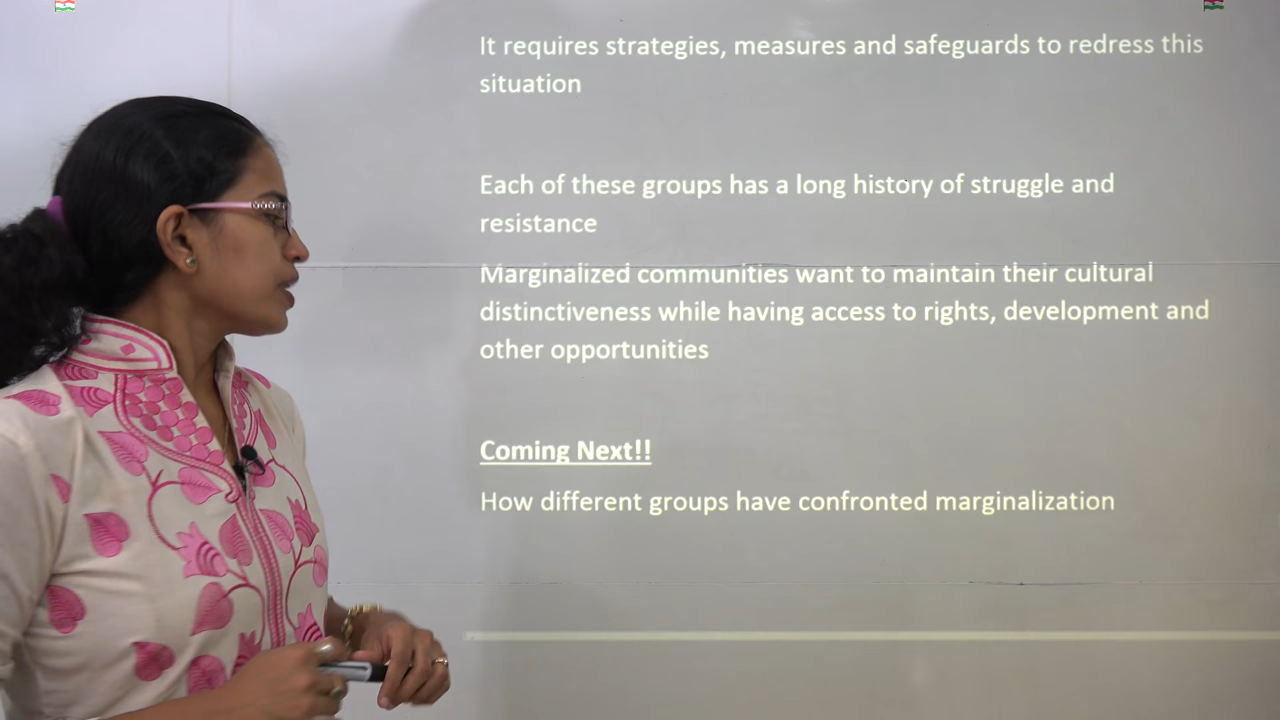 It requires strategies, measures and safeguards to redress this
situation
Each of these groups has a long history of struggle and
resistance
Marginalized communities want to maintain their cultural
distinctiveness while having access to rights, development and
other opportunities
Coming Next!!
How different groups have confronted marginalization